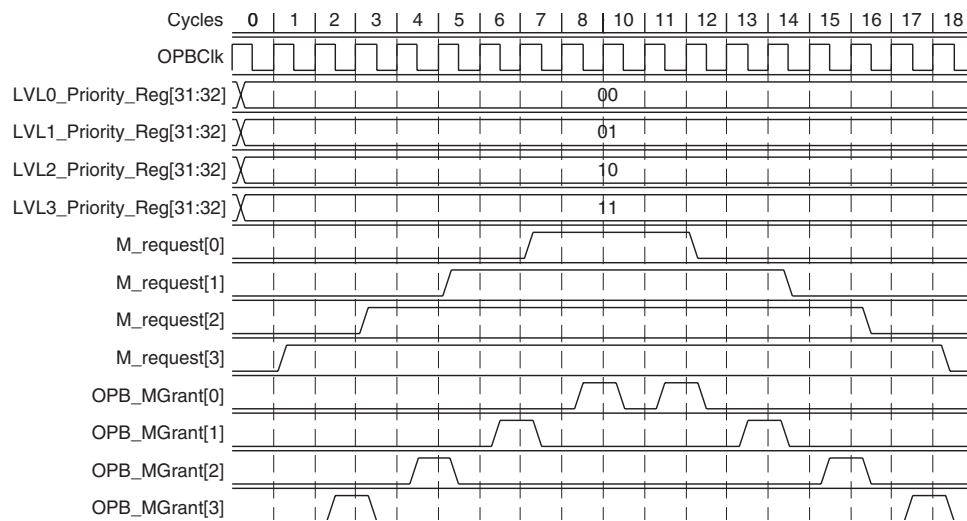 Cycles 0 1 2 3 4 5 6 7 8 10 11 12 13 14 15 16 17 18
OPBClk
LVL0_Priority_Reg[31:32] 00
LVL1_Priority_Reg[31:32] 01
LVL2_Priority_Reg[31:32] 10
LVL3_Priority_Reg[31:32] 11
M_request[0]
M_request[1]
M_request[2]
M_request[3]
OPB_MGrant[0]
OPB_MGrant[1]
OPB_MGrant[2]
OPB_MGrant[3]